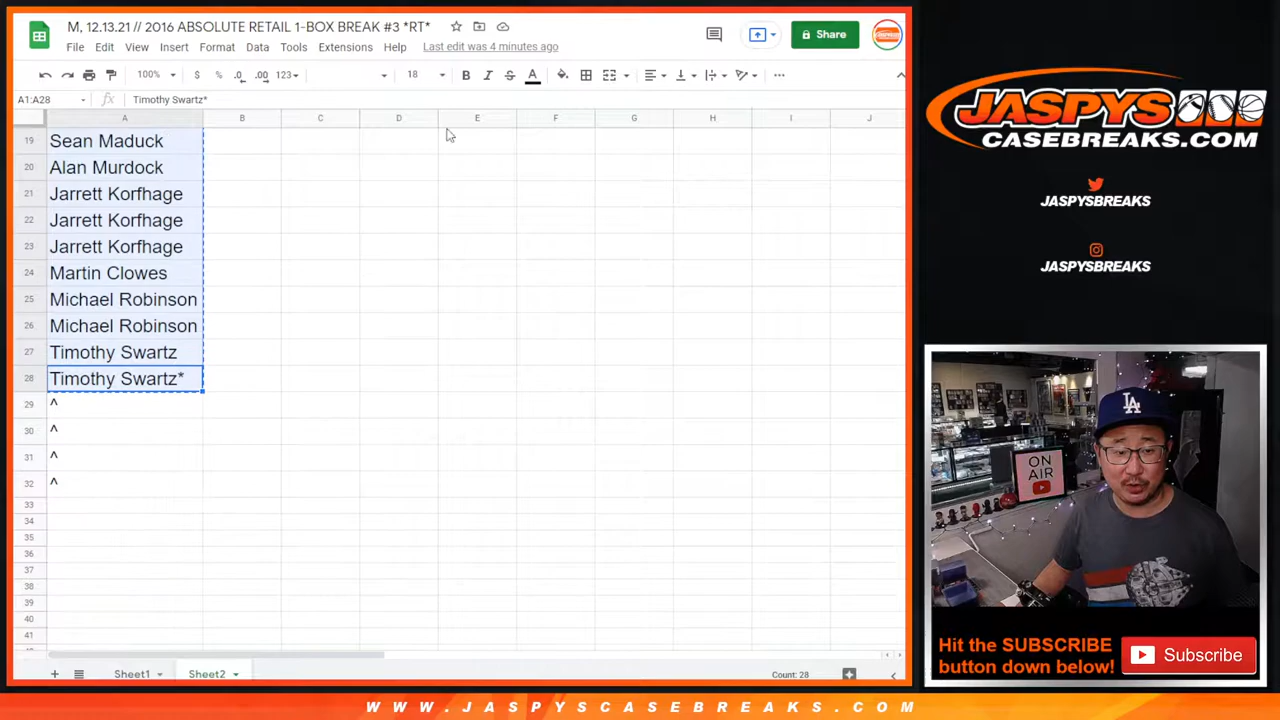 M, 12.13.21 // 2016 ABSOLUTE RETAIL 1-BOX BREAK #3 *RT*
File Edit View Insert Format Data Tools Extensions Help Last edit was 4 minutes ago
Share
100% $ % .0 .00 123 18 B I S A
A1:A28 fx Timothy Swartz*
A B C D E F G H I J
19 Sean Maduck
20 Alan Murdock
21 Jarrett Korfhage
22 Jarrett Korfhage
23 Jarrett Korfhage
24 Martin Clowes
25 Michael Robinson
26 Michael Robinson
27 Timothy Swartz
28 Timothy Swartz*
29 ^
30 ^
31 ^
32 ^
33
34
35
36
37
38
39
40
41
Sheet1 Sheet2 Count: 28
JASPYS
CASEBREAKS.COM
JASPYSBREAKS
JASPYSBREAKS
LA
ON
AIR
Hit the SUBSCRIBE
button down below!
Subscribe
WWW.JASPYSCASEBREAKS.COM